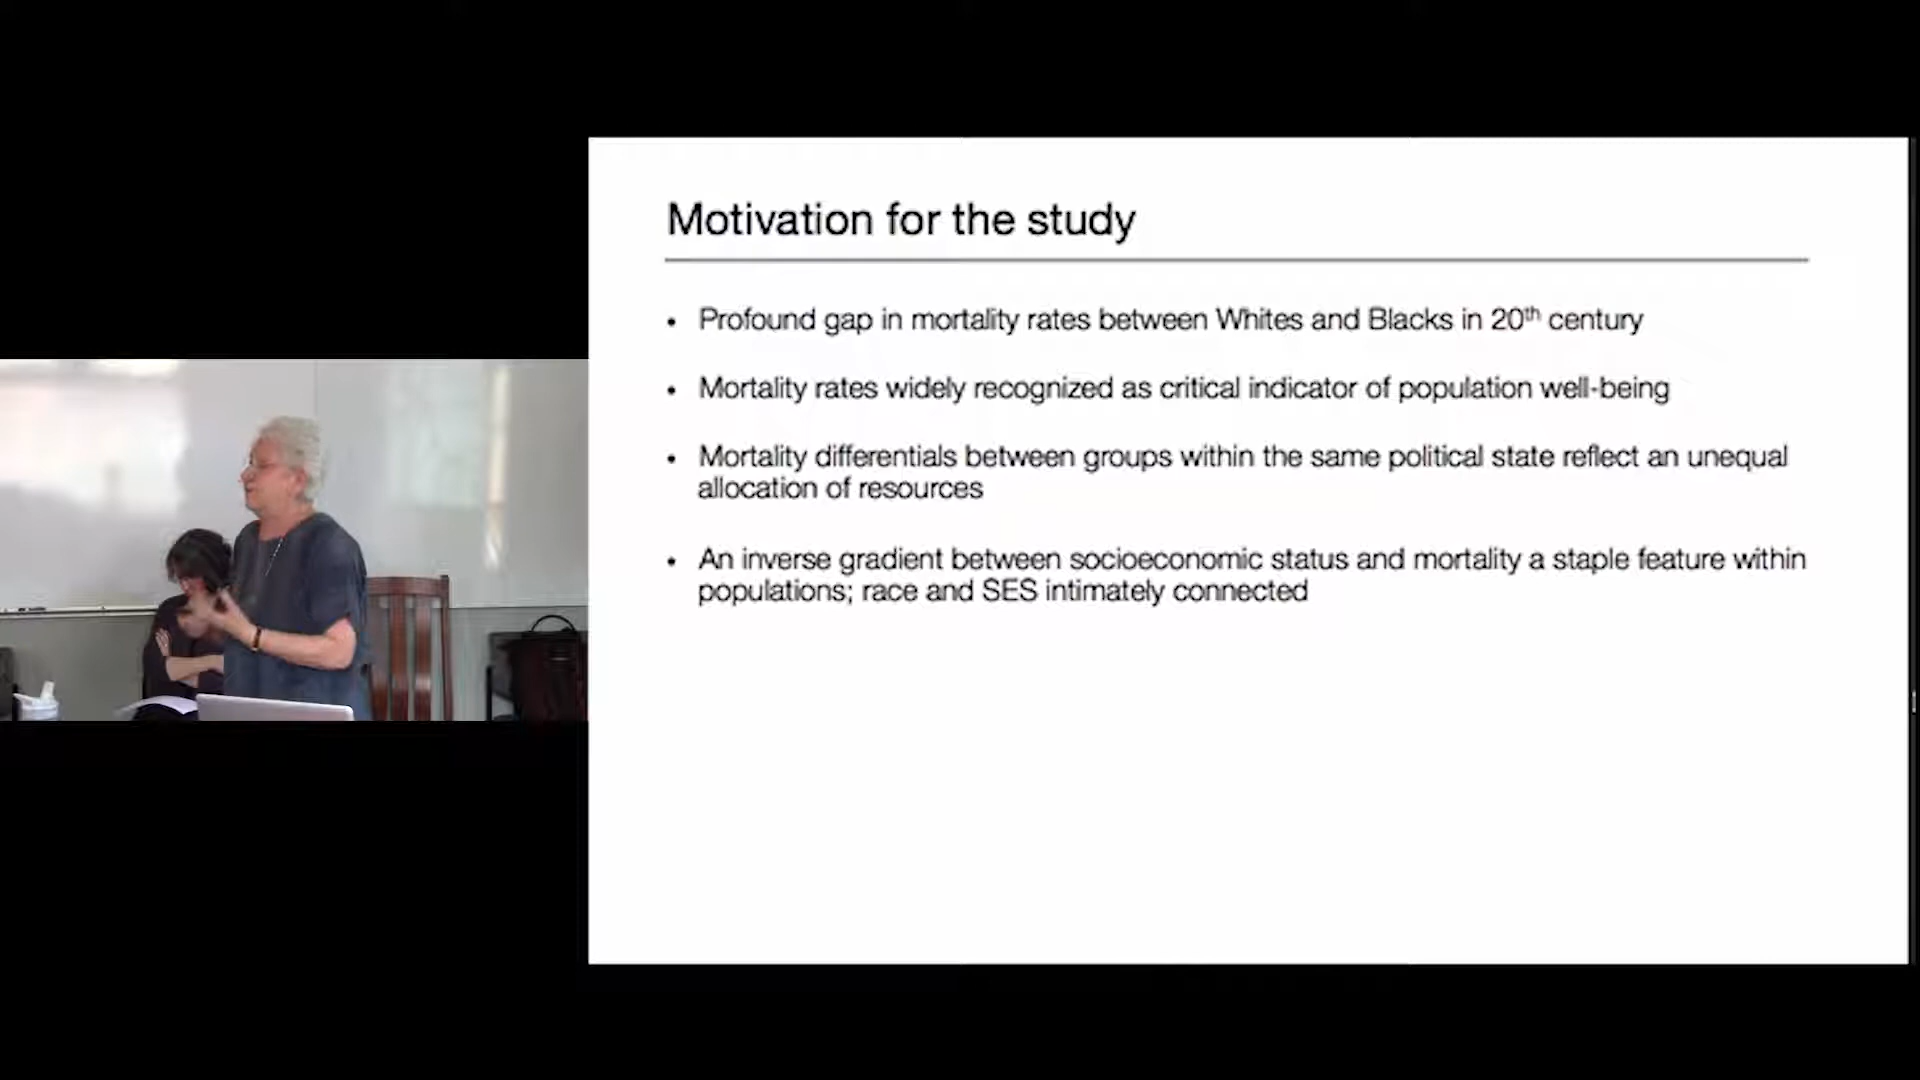 Motivation for the study
• Profound gap in mortality rates between Whites and Blacks in 20th century
• Mortality rates widely recognized as critical indicator of population well-being
• Mortality differentials between groups within the same political state reflect an unequal
allocation of resources
• An inverse gradient between socioeconomic status and mortality a staple feature within
populations; race and SES intimately connected